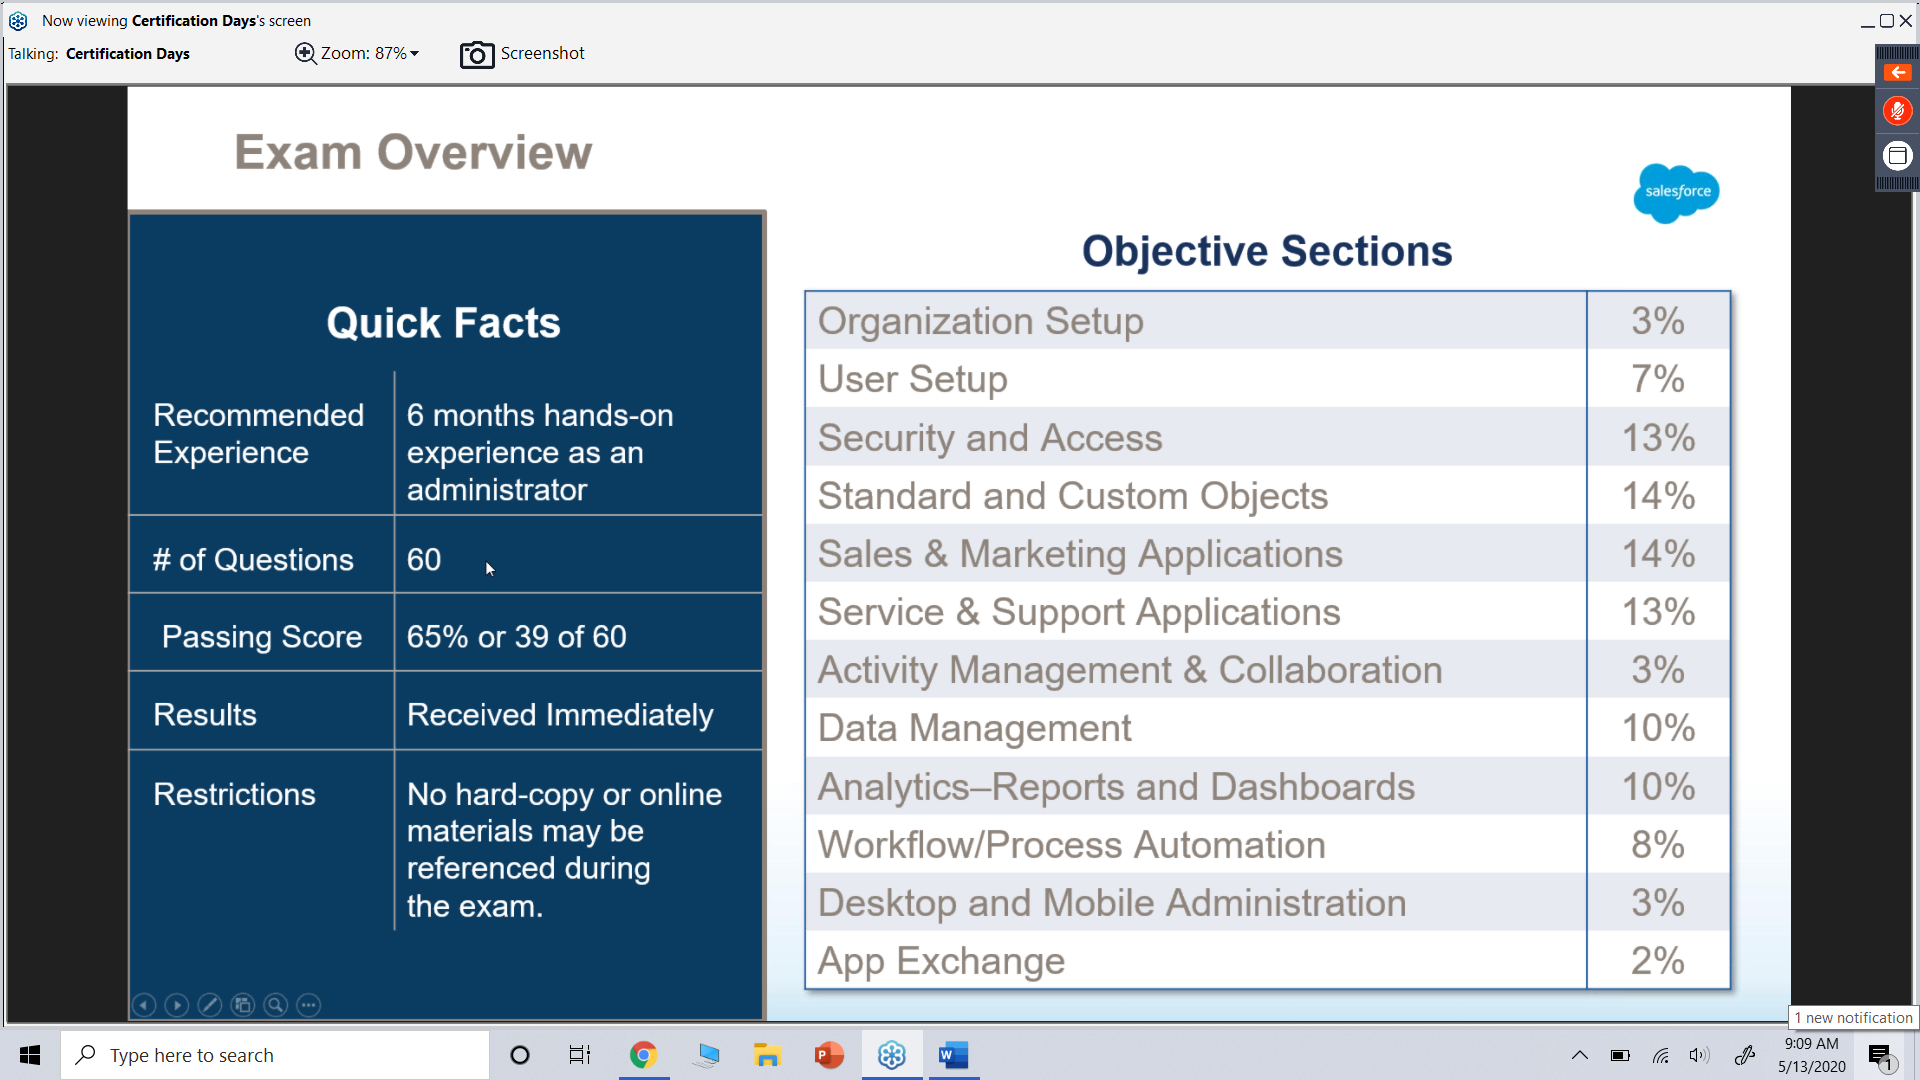 Now viewing Certification Days's screen
Talking: Certification Days
Zoom: 87%
Screenshot
Exam Overview
salesforce
Quick Facts
Recommended Experience
6 months hands-on
experience as an
administrator
# of Questions
60
Passing Score
65% or 39 of 60
Results
Received Immediately
Restrictions
No hard-copy or online
materials may be
referenced during
the exam.
Objective Sections
Organization Setup 3%
User Setup 7%
Security and Access 13%
Standard and Custom Objects 14%
Sales & Marketing Applications 14%
Service & Support Applications 13%
Activity Management & Collaboration 3%
Data Management 10%
Analytics–Reports and Dashboards 10%
Workflow/Process Automation 8%
Desktop and Mobile Administration 3%
App Exchange 2%
1 new notification
Type here to search
P
W
9:09 AM
5/13/2020
1